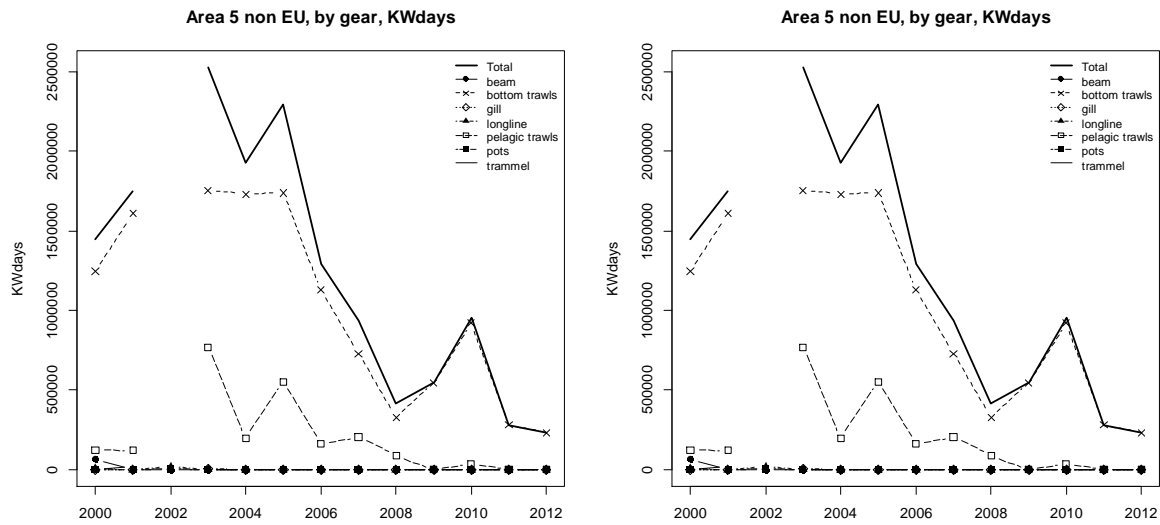 Area 5 non EU, by gear, KWdays
KWdays
2500000
2000000
1500000
1000000
500000
0
Total
beam
bottom trawls
gill
longline
pelagic trawls
pots
trammel
2000 2002 2004 2006 2008 2010 2012
Area 5 non EU, by gear, KWdays
KWdays
2500000
2000000
1500000
1000000
500000
0
Total
beam
bottom trawls
gill
longline
pelagic trawls
pots
trammel
2000 2002 2004 2006 2008 2010 2012